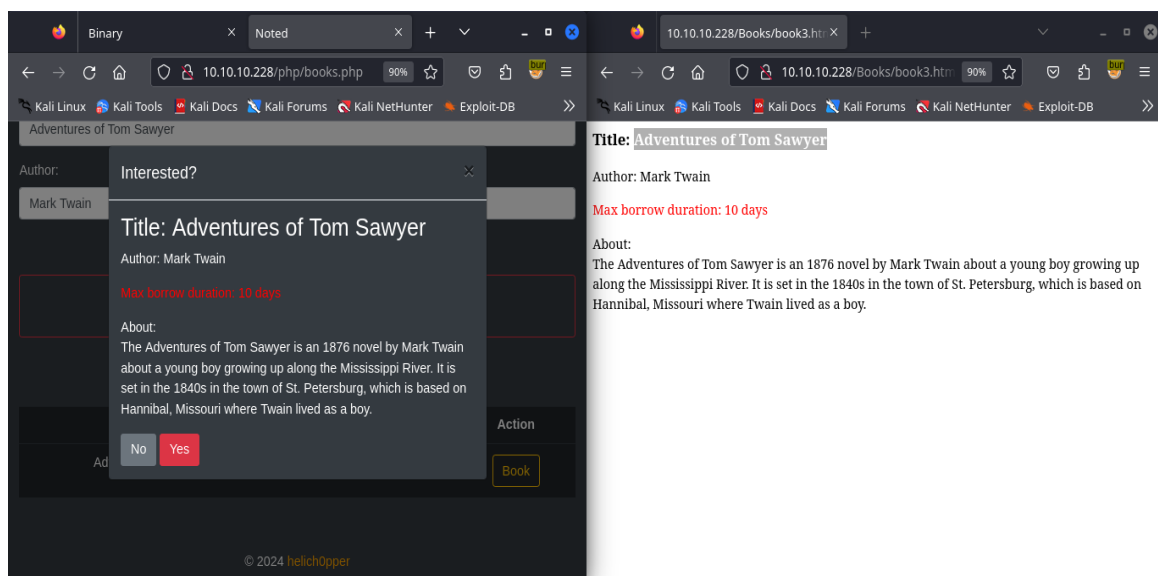 Binary
Noted
10.10.10.228/php/books.php
90%
bur
Kali Linux
Kali Tools
Kali Docs
Kali Forums
Kali NetHunter
Exploit-DB
Adventures of Tom Sawyer
Author:
Mark Twain
Interested?
Title: Adventures of Tom Sawyer
Author: Mark Twain
Max borrow duration: 10 days
About:
The Adventures of Tom Sawyer is an 1876 novel by Mark Twain
about a young boy growing up along the Mississippi River. It is
set in the 1840s in the town of St. Petersburg, which is based on
Hannibal, Missouri where Twain lived as a boy.
No
Yes
Action
Ad
Book
© 2024 helich0pper
10.10.10.228/Books/book3.htm
10.10.10.228/Books/book3.htm
90%
bur
Kali Linux
Kali Tools
Kali Docs
Kali Forums
Kali NetHunter
Exploit-DB
Title: Adventures of Tom Sawyer
Author: Mark Twain
Max borrow duration: 10 days
About:
The Adventures of Tom Sawyer is an 1876 novel by Mark Twain about a young boy growing up
along the Mississippi River. It is set in the 1840s in the town of St. Petersburg, which is based on
Hannibal, Missouri where Twain lived as a boy.